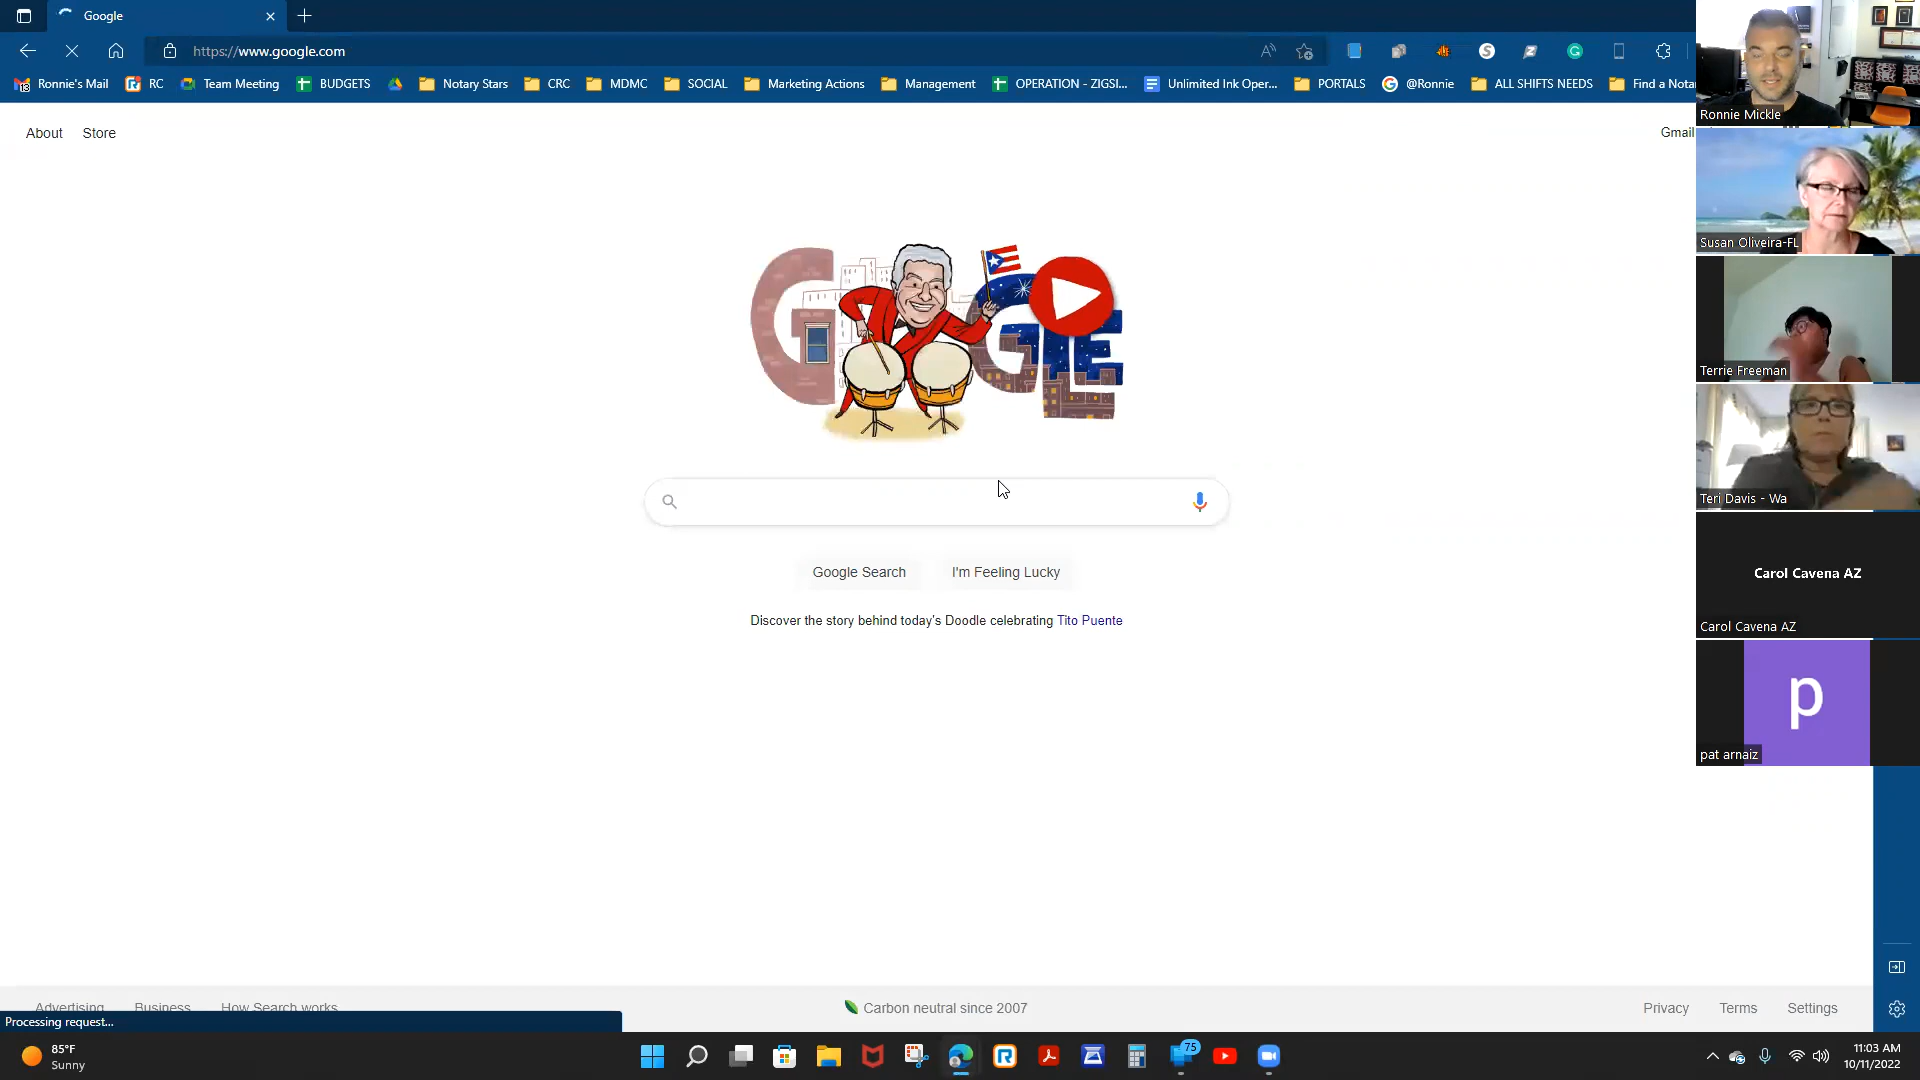 Google
https://www.google.com
Ronnie's Mail
RC
Team Meeting
BUDGETS
Notary Stars
CRC
MDMC
SOCIAL
Marketing Actions
Management
OPERATION - ZIGSI...
Unlimited Ink Oper...
PORTALS
@Ronnie
ALL SHIFTS NEEDS
Find a Nota
About
Store
Gmail
GOOGLE
Google Search
I'm Feeling Lucky
Discover the story behind today's Doodle celebrating Tito Puente
Advertising
Business
How Search works
Carbon neutral since 2007
Privacy
Terms
Settings
Processing request...
Ronnie Mickle
Susan Oliveira-FL
Terrie Freeman
Teri Davis - Wa
Carol Cavena AZ
Carol Cavena AZ
p
pat arnaiz
85°F
Sunny
75
11:03 AM
10/11/2022